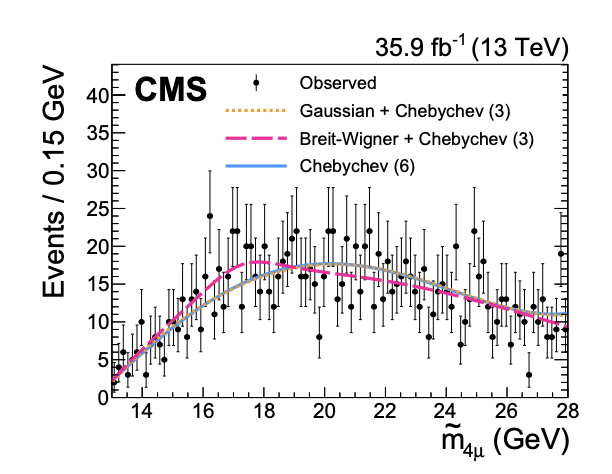 35.9 fb⁻¹ (13 TeV)
CMS
Observed
Gaussian + Chebychev (3)
Breit-Wigner + Chebychev (3)
Chebychev (6)
Events / 0.15 GeV
40
35
30
25
20
15
10
5
0
14 16 18 20 22 24 26 28
m̃₄μ (GeV)